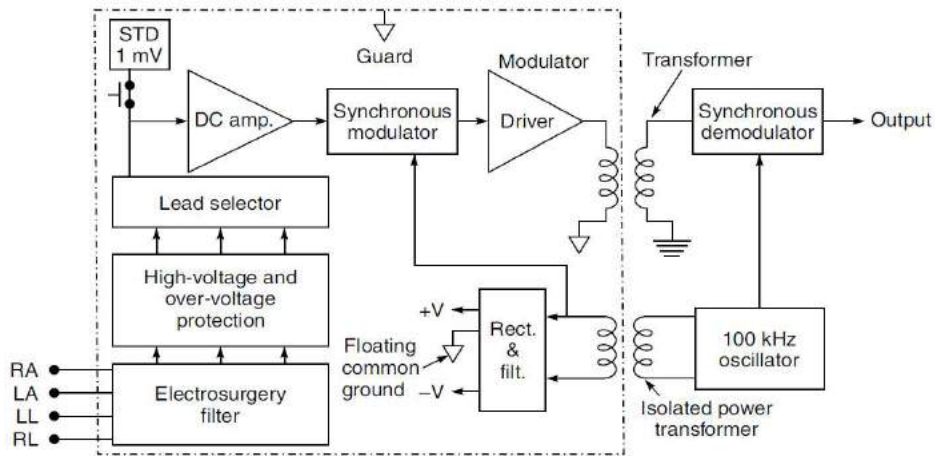 STD
1 mV
Guard
DC amp.
Synchronous
modulator
Modulator
Driver
Transformer
Synchronous
demodulator
Output
Lead selector
High-voltage and
over-voltage
protection
Electrosurgery
filter
RA
LA
LL
RL
+V
Floating
common
ground
–V
Rect.
&
filt.
100 kHz
oscillator
Isolated power
transformer